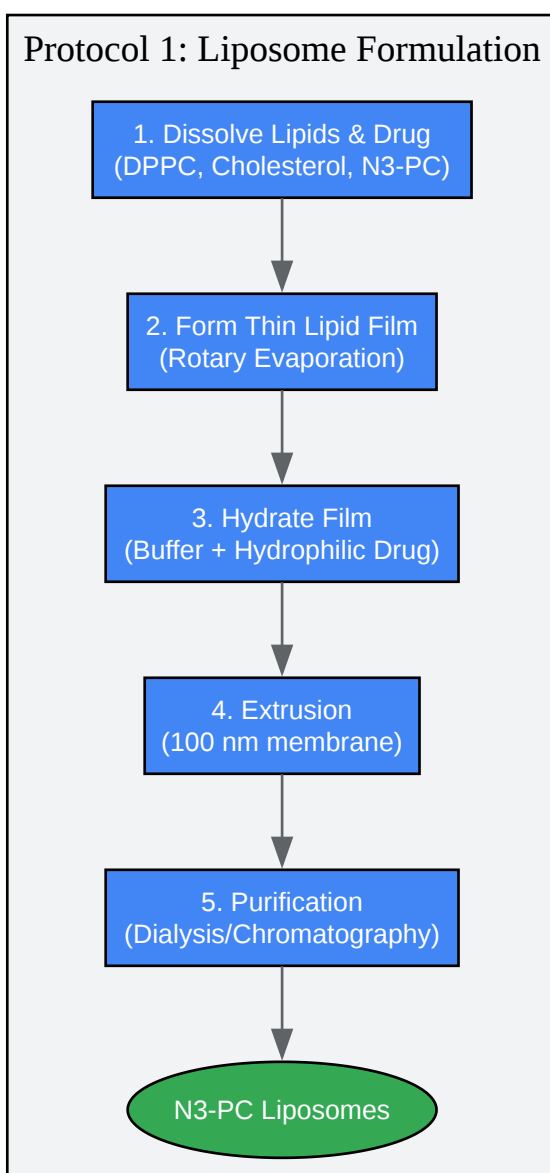 Protocol 1: Liposome Formulation
1. Dissolve Lipids & Drug
(DPPC, Cholesterol, N3-PC)
2. Form Thin Lipid Film
(Rotary Evaporation)
3. Hydrate Film
(Buffer + Hydrophilic Drug)
4. Extrusion
(100 nm membrane)
5. Purification
(Dialysis/Chromatography)
N3-PC Liposomes